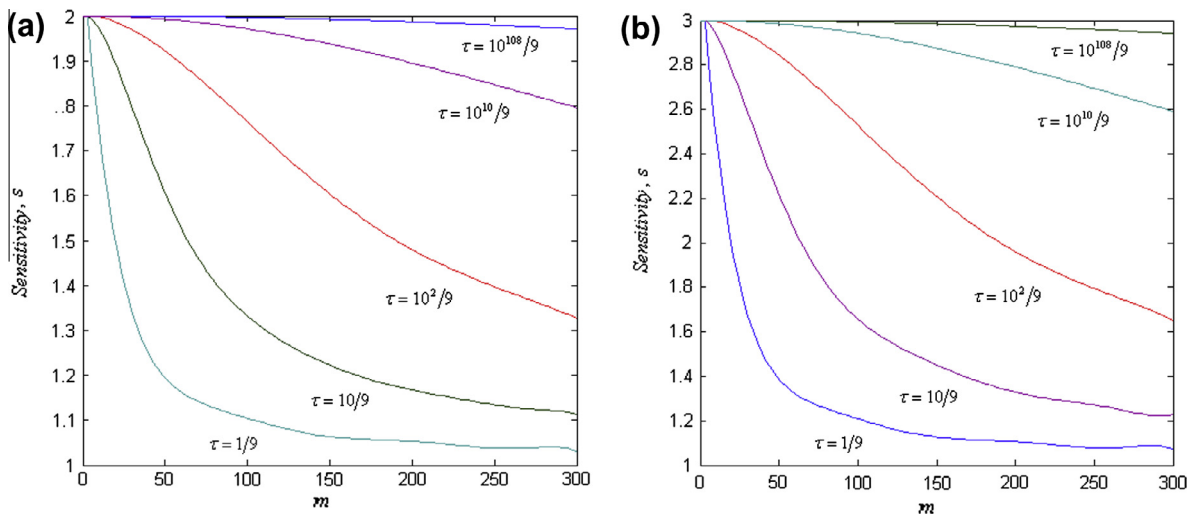 (a)
Sensitivity, s
2
1.9
..8
1.7
1.6
1.5
1.4
1.3
1.2
1.1
1
τ = 10^108/9
τ = 10^10/9
τ = 10^2/9
τ = 10/9
τ = 1/9
0 50 100 150 200 250 300
m
(b)
Sensitivity, s
3
2.8
2.6
2.4
2.2
2
1.8
1.6
1.4
1.2
1
τ = 10^108/9
τ = 10^10/9
τ = 10^2/9
τ = 10/9
τ = 1/9
0 50 100 150 200 250 300
m